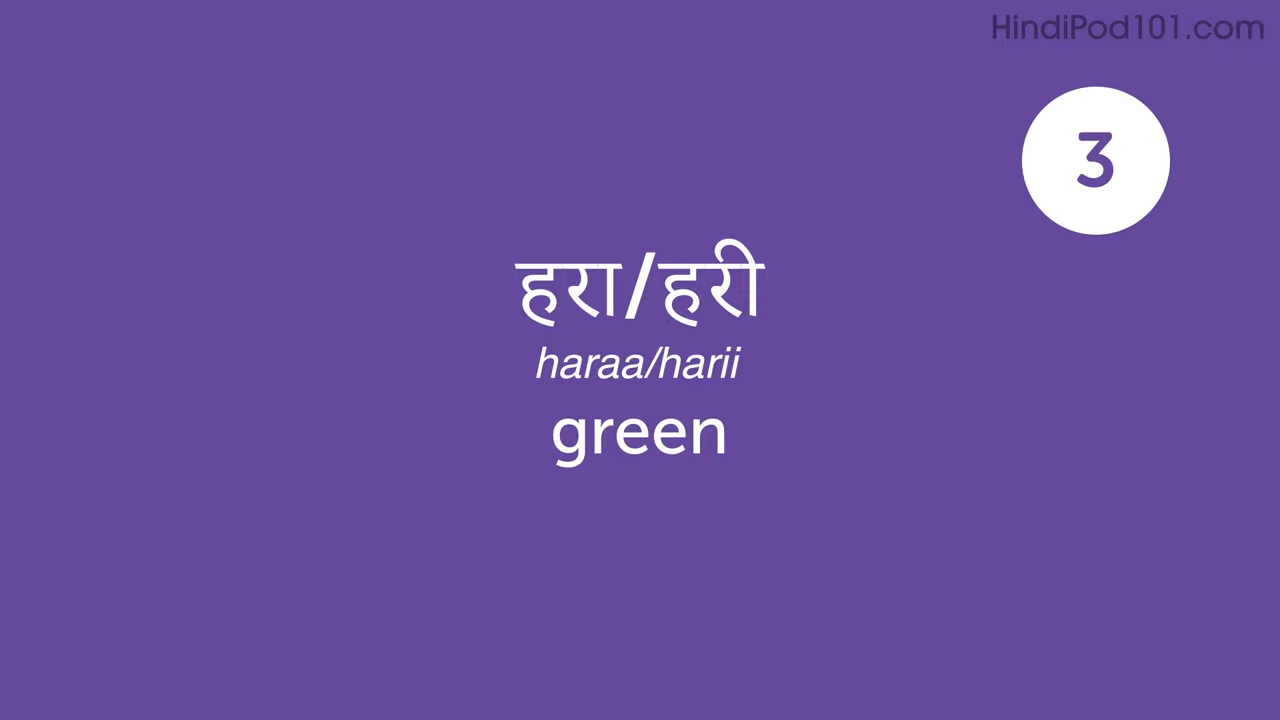 HindiPod101.com
3
हरा/हरी
haraa/harii
green